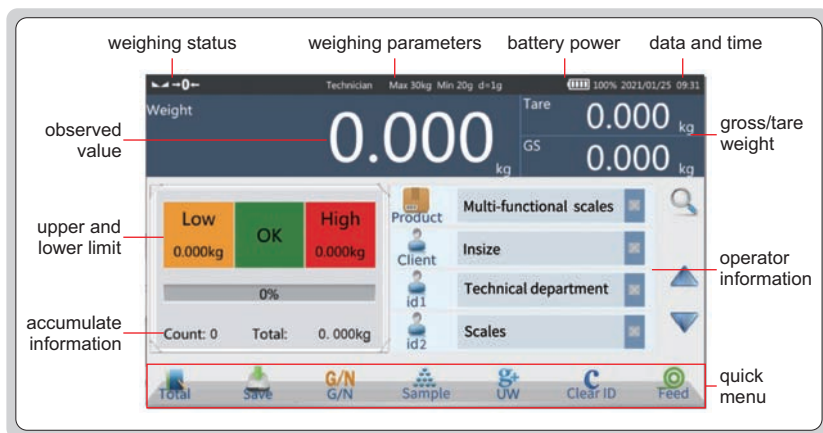 weighing status weighing parameters battery power data and time
→0← Technician Max 30kg Min 20g d=1g 100% 2021/01/25 09:31
Weight 0.000 kg
Tare 0.000 kg
GS 0.000 kg
observed
value
gross/tare
weight
upper and
lower limit
Low OK High
0.000kg 0.000kg
0%
accumulate
information
Count: 0 Total: 0. 000kg
Product Multi-functional scales
Client Insize
id1 Technical department
id2 Scales
operator
information
G/N g+ C
Total Save G/N Sample UW Clear ID Feed
quick
menu